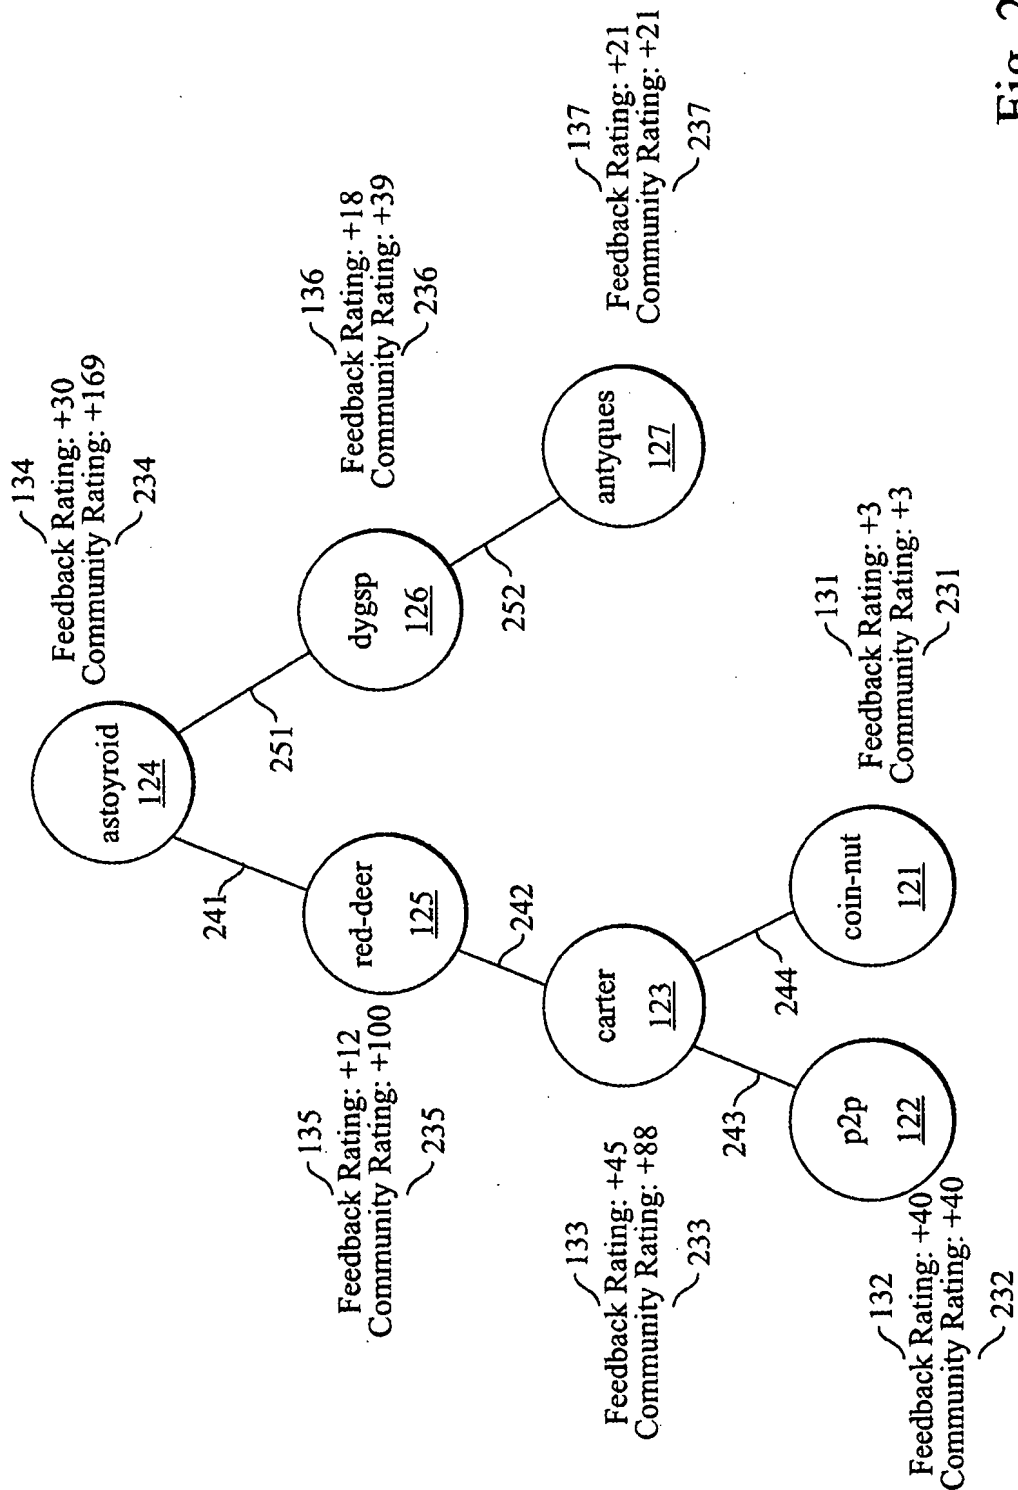 134
Feedback Rating: +30
Community Rating: +169
234
astoyroid
124
241
251
135
Feedback Rating: +12
Community Rating: +100
235
red-deer
125
dygsp
126
136
Feedback Rating: +18
Community Rating: +39
236
242
252
133
Feedback Rating: +45
Community Rating: +88
233
carter
123
antyques
127
137
Feedback Rating: +21
Community Rating: +21
237
243
244
132
Feedback Rating: +40
Community Rating: +40
232
p2p
122
coin-nut
121
131
Feedback Rating: +3
Community Rating: +3
231
Fig. 2